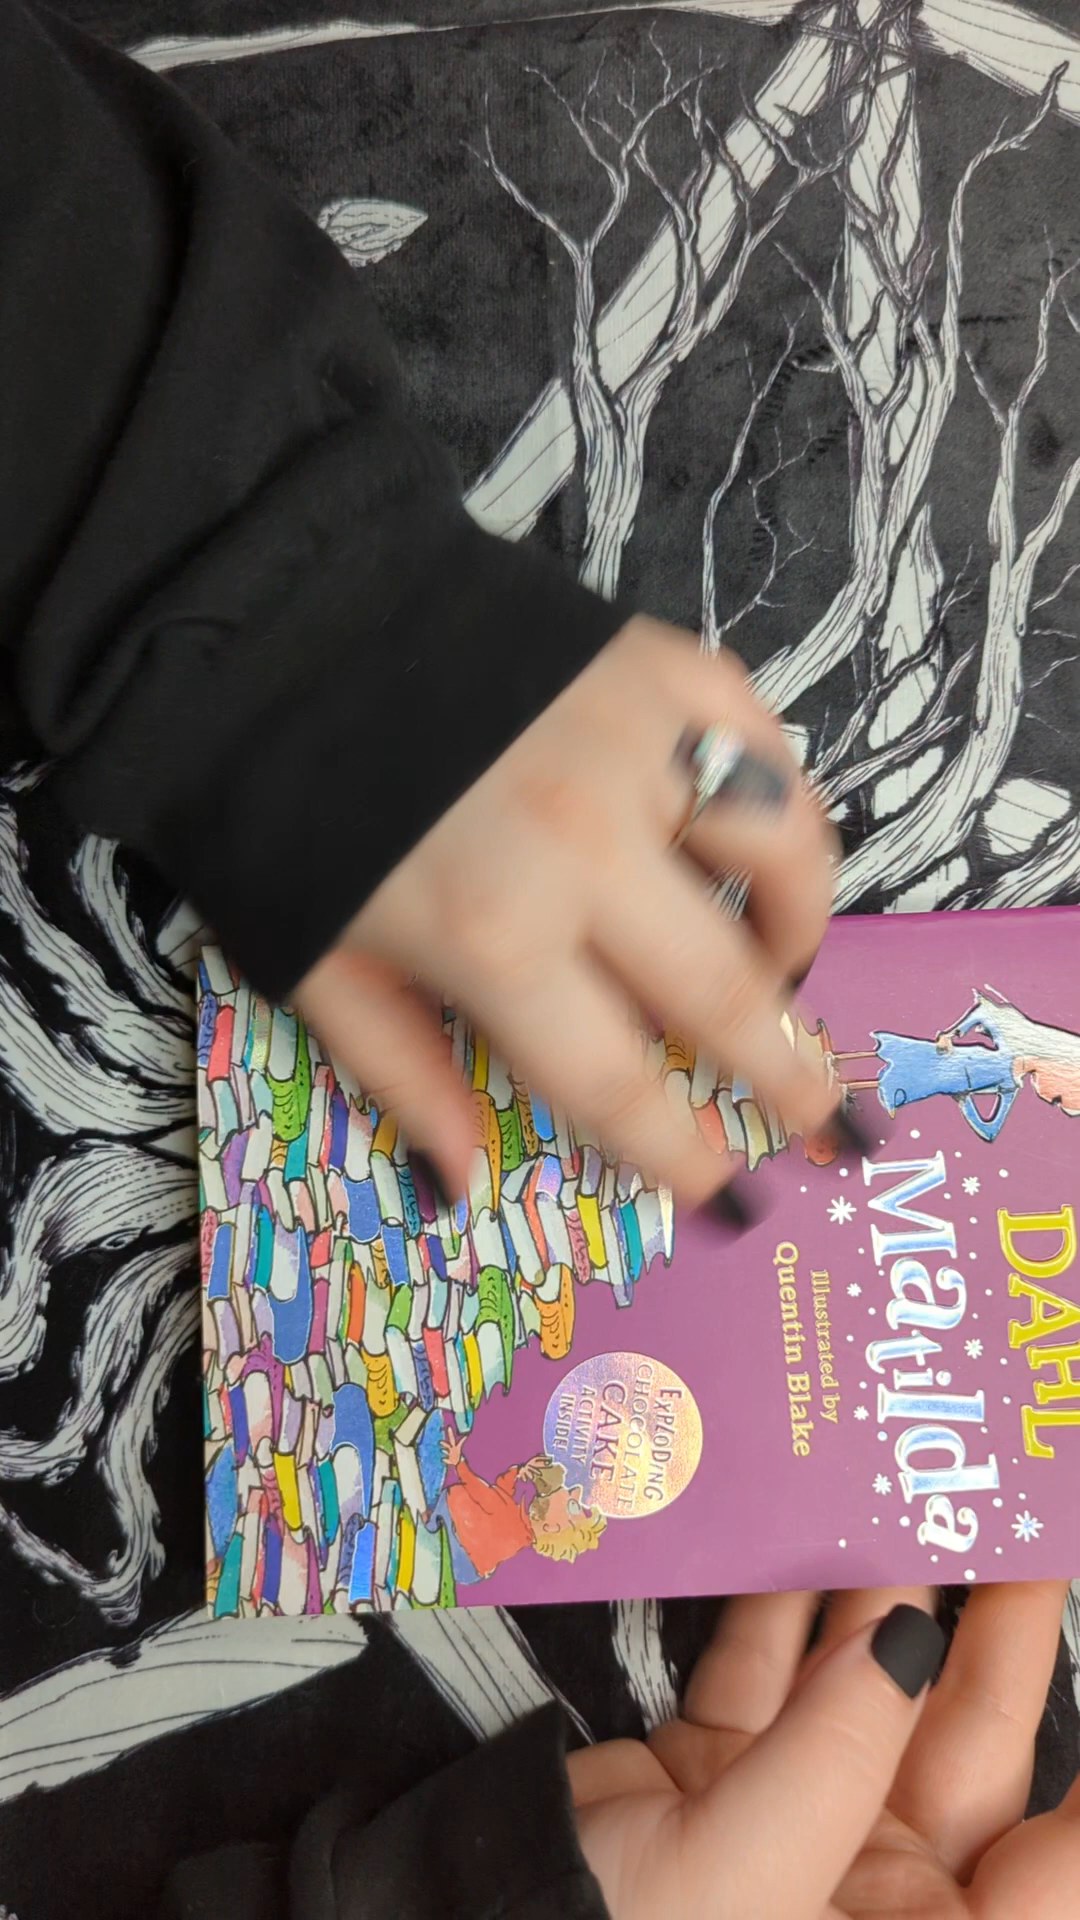 DAHL
Matilda
Illustrated by
Quentin Blake
EXPLODING
CHOCOLATE
CAKE
ACTIVITY
INSIDE